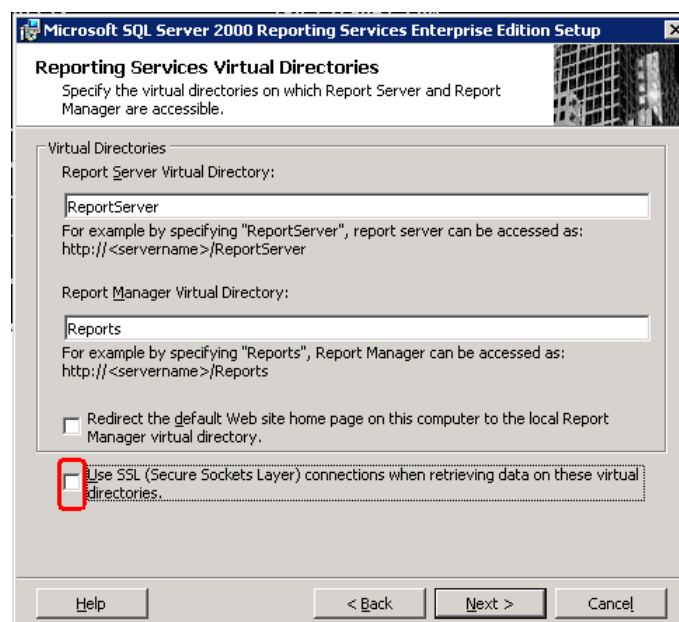 Microsoft SQL Server 2000 Reporting Services Enterprise Edition Setup
Reporting Services Virtual Directories
Specify the virtual directories on which Report Server and Report
Manager are accessible.
Virtual Directories
Report Server Virtual Directory:
ReportServer
For example by specifying "ReportServer", report server can be accessed as:
http://<servername>/ReportServer
Report Manager Virtual Directory:
Reports
For example by specifying "Reports", Report Manager can be accessed as:
http://<servername>/Reports
Redirect the default Web site home page on this computer to the local Report
Manager virtual directory.
Use SSL (Secure Sockets Layer) connections when retrieving data on these virtual
directories.
Help
< Back
Next >
Cancel